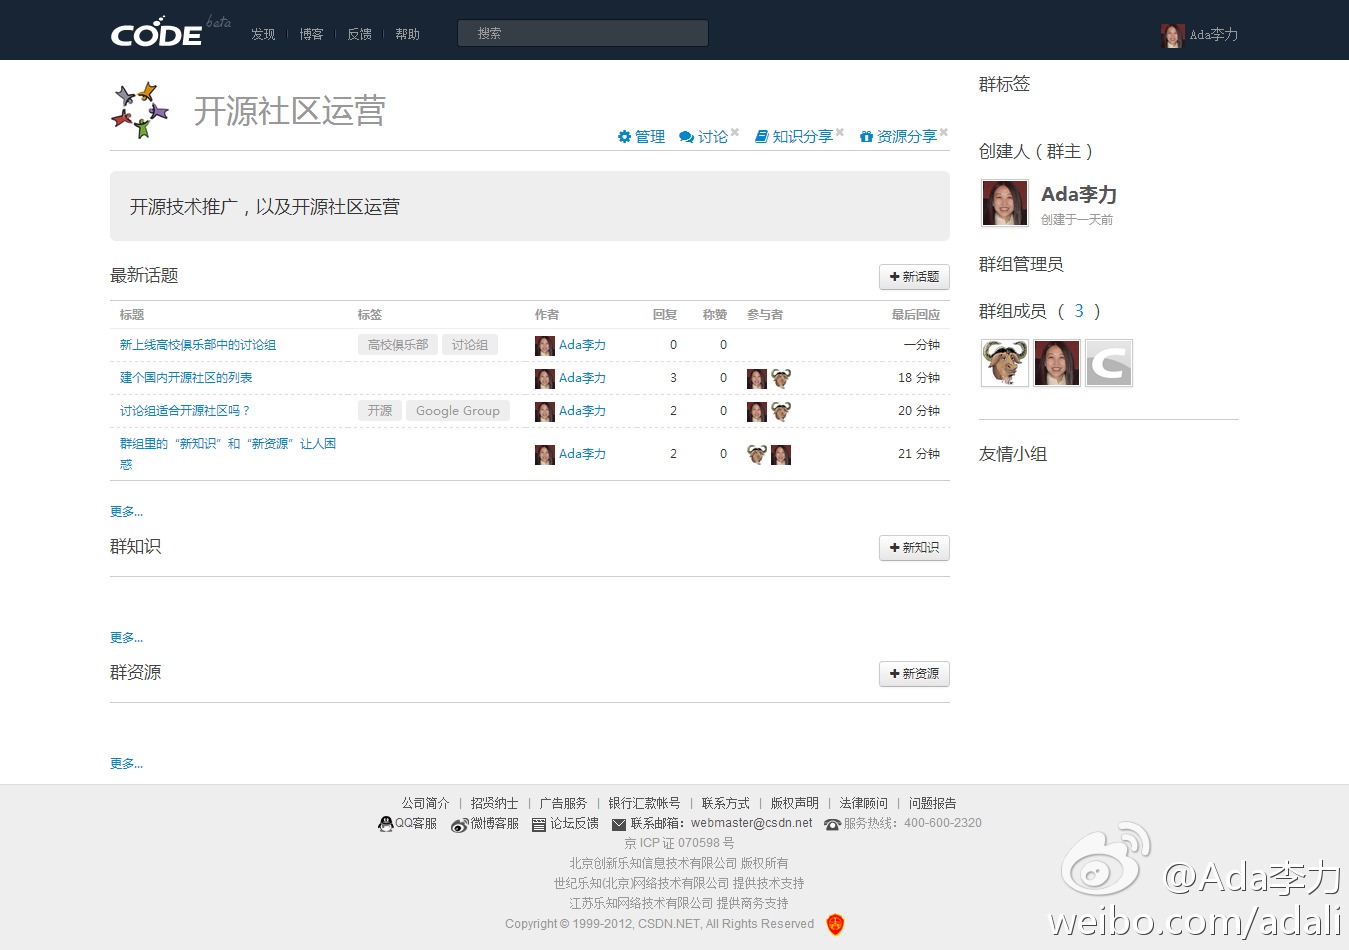 CODE beta
发现 博客 反馈 帮助 搜索 Ada李力
开源社区运营
管理 讨论 知识分享 资源分享
开源技术推广，以及开源社区运营
最新话题 新话题
标题 标签 作者 回复 称赞 参与者 最后回应
新上线高校俱乐部中的讨论组 高校俱乐部 讨论组 Ada李力 0 0 一分钟
建个国内开源社区的列表 Ada李力 3 0 18 分钟
讨论组适合开源社区吗？ 开源 Google Group Ada李力 2 0 20 分钟
群组里的“新知识”和“新资源”让人困
惑 Ada李力 2 0 21 分钟
更多...
群知识 新知识
更多...
群资源 新资源
更多...
群标签
创建人（群主）
Ada李力
创建于一天前
群组管理员
群组成员（ 3 ）
友情小组
公司简介 | 招贤纳士 | 广告服务 | 银行汇款帐号 | 联系方式 | 版权声明 | 法律顾问 | 问题报告
QQ客服 微博客服 论坛反馈 联系邮箱：webmaster@csdn.net 服务热线：400-600-2320
京 ICP 证 070598 号
北京创新乐知信息技术有限公司 版权所有
世纪乐知(北京)网络技术有限公司 提供技术支持
江苏乐知网络技术有限公司 提供商务支持
Copyright © 1999-2012, CSDN.NET, All Rights Reserved
@Ada李力
weibo.com/adali